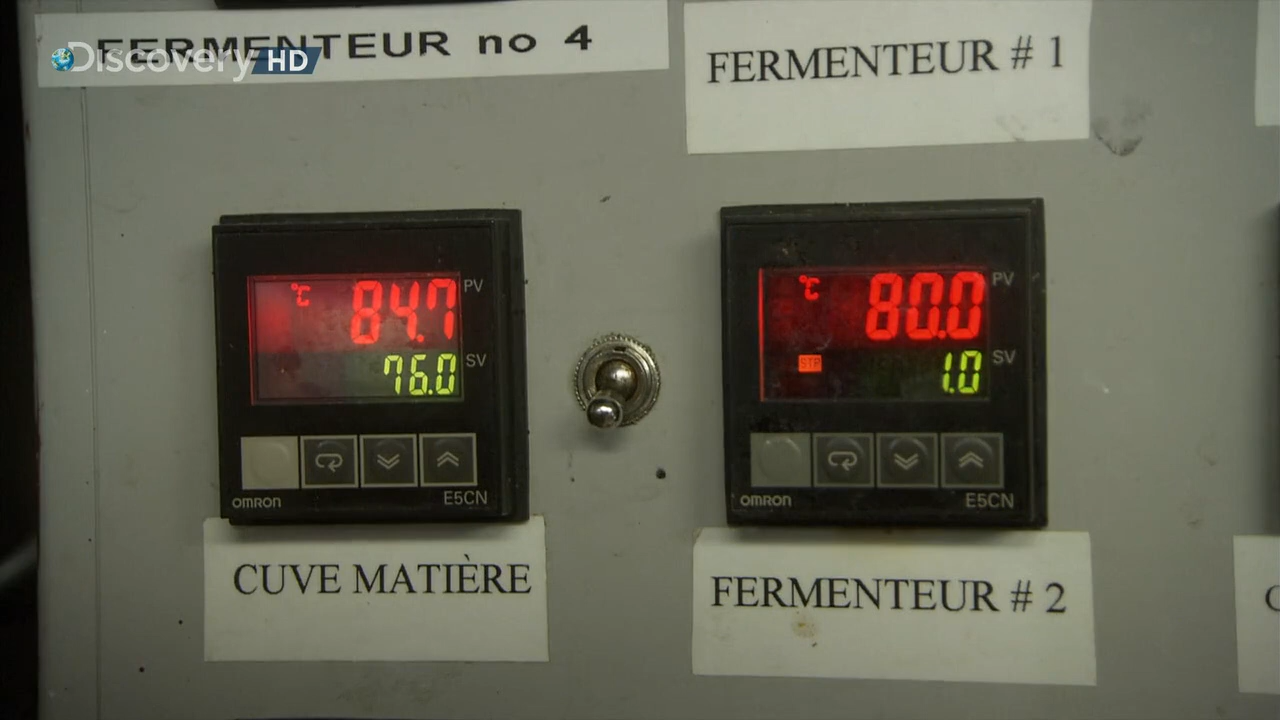 FERMENTEUR no 4
Discovery HD
FERMENTEUR # 1
°C 84.7 PV
76.0 SV
OMRON E5CN
CUVE MATIÈRE
°C 80.0 PV
STP 1.0 SV
OMRON E5CN
FERMENTEUR # 2